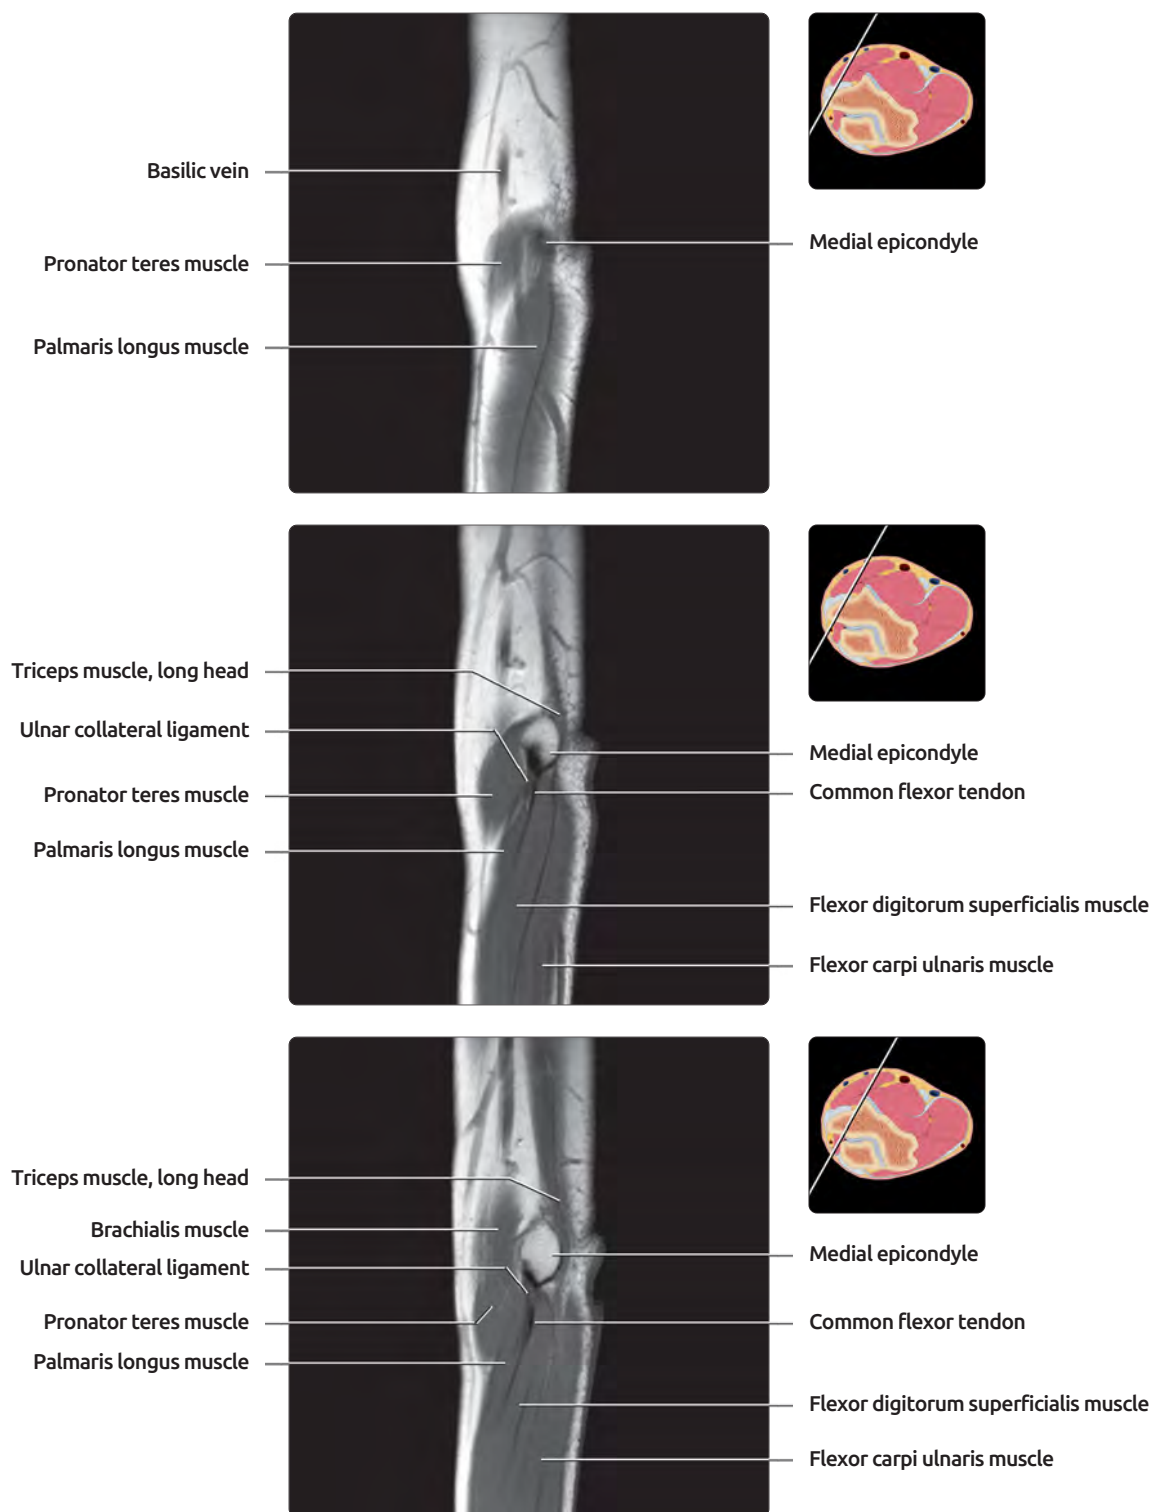 Basilic vein
Medial epicondyle
Pronator teres muscle
Palmaris longus muscle
Triceps muscle, long head
Ulnar collateral ligament
Medial epicondyle
Pronator teres muscle
Common flexor tendon
Palmaris longus muscle
Flexor digitorum superficialis muscle
Flexor carpi ulnaris muscle
Triceps muscle, long head
Brachialis muscle
Medial epicondyle
Ulnar collateral ligament
Pronator teres muscle
Common flexor tendon
Palmaris longus muscle
Flexor digitorum superficialis muscle
Flexor carpi ulnaris muscle